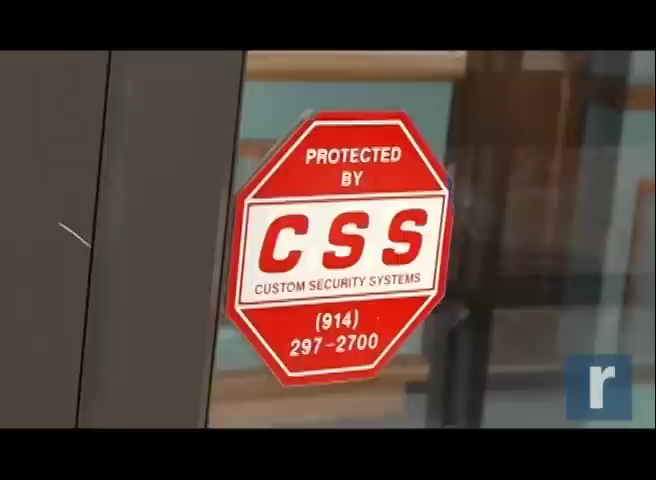 PROTECTED
BY
CSS
CUSTOM SECURITY SYSTEMS
(914)
297-2700
r